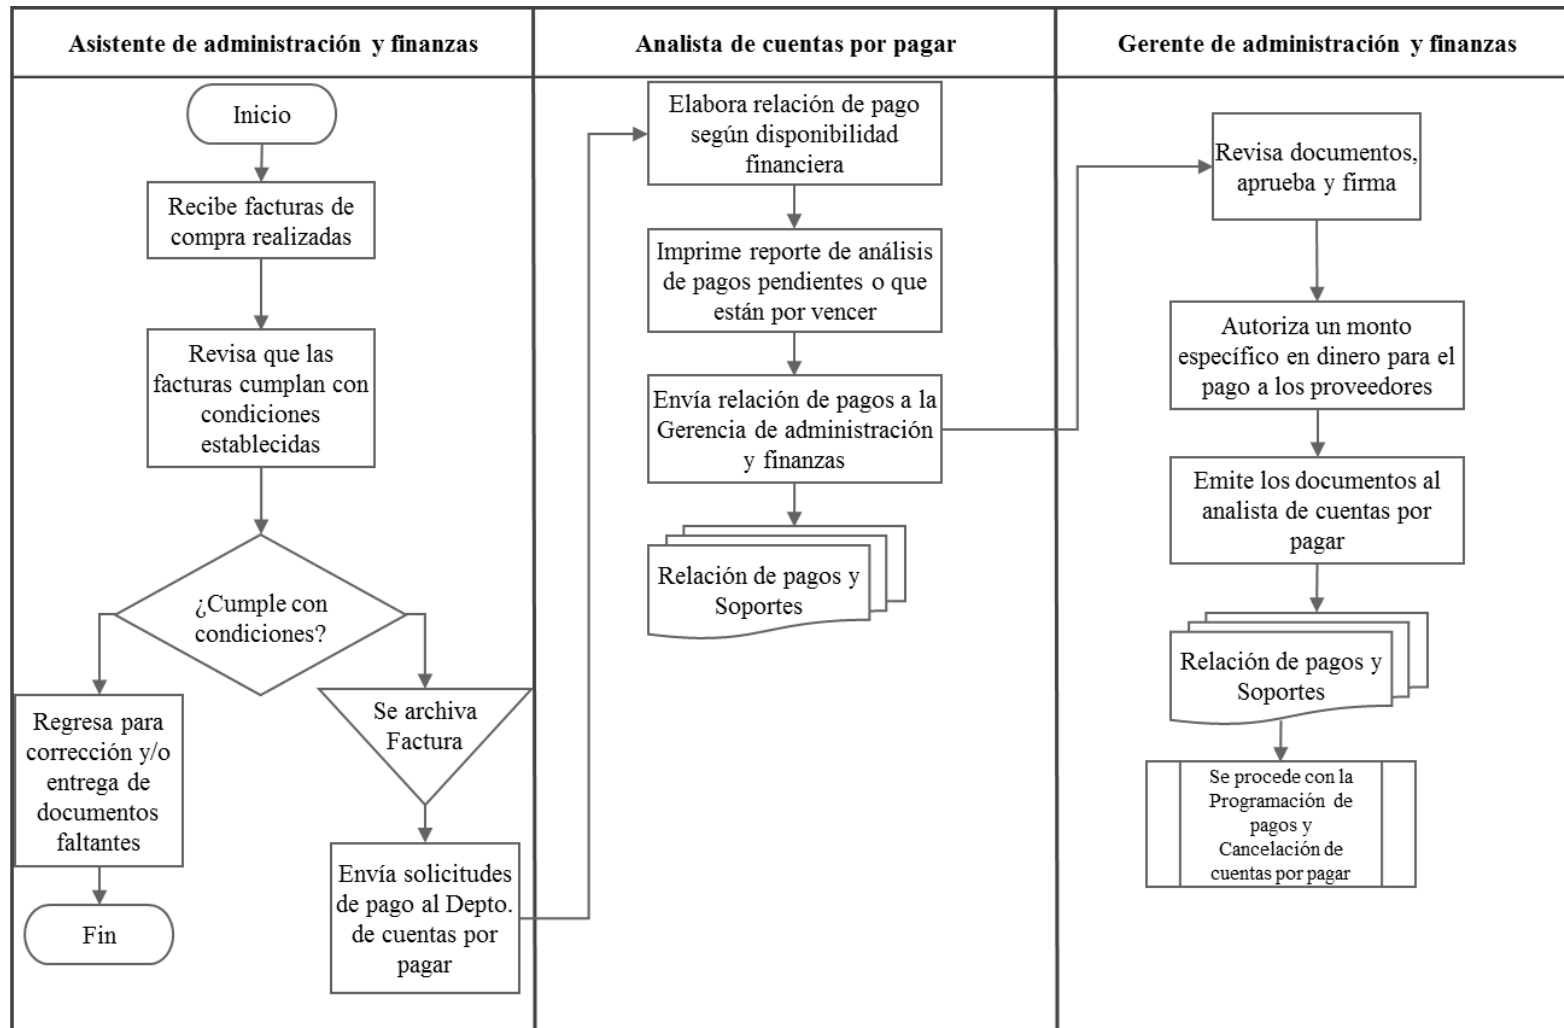 Asistente de administración y finanzas
Analista de cuentas por pagar
Gerente de administración y finanzas
Inicio
Recibe facturas de
compra realizadas
Revisa que las
facturas cumplan con
condiciones
establecidas
¿Cumple con
condiciones?
Regresa para
corrección y/o
entrega de
documentos
faltantes
Fin
Se archiva
Factura
Envía solicitudes
de pago al Depto.
de cuentas por
pagar
Elabora relación de pago
según disponibilidad
financiera
Imprime reporte de análisis
de pagos pendientes o que
están por vencer
Envía relación de pagos a la
Gerencia de administración
y finanzas
Relación de pagos y
Soportes
Revisa documentos,
aprueba y firma
Autoriza un monto
específico en dinero para el
pago a los proveedores
Emite los documentos al
analista de cuentas por
pagar
Relación de pagos y
Soportes
Se procede con la
Programación de
pagos y
Cancelación de
cuentas por pagar